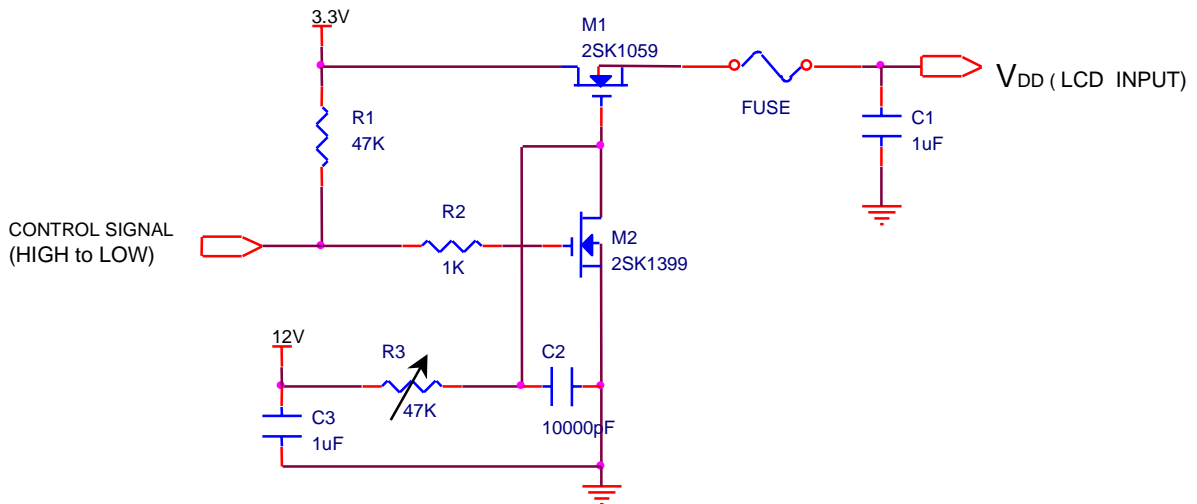 3.3V
M1
2SK1059
R1
47K
FUSE
C1
1uF
VDD ( LCD INPUT)
CONTROL SIGNAL
(HIGH to LOW)
R2
1K
M2
2SK1399
12V
R3
47K
C2
10000pF
C3
1uF